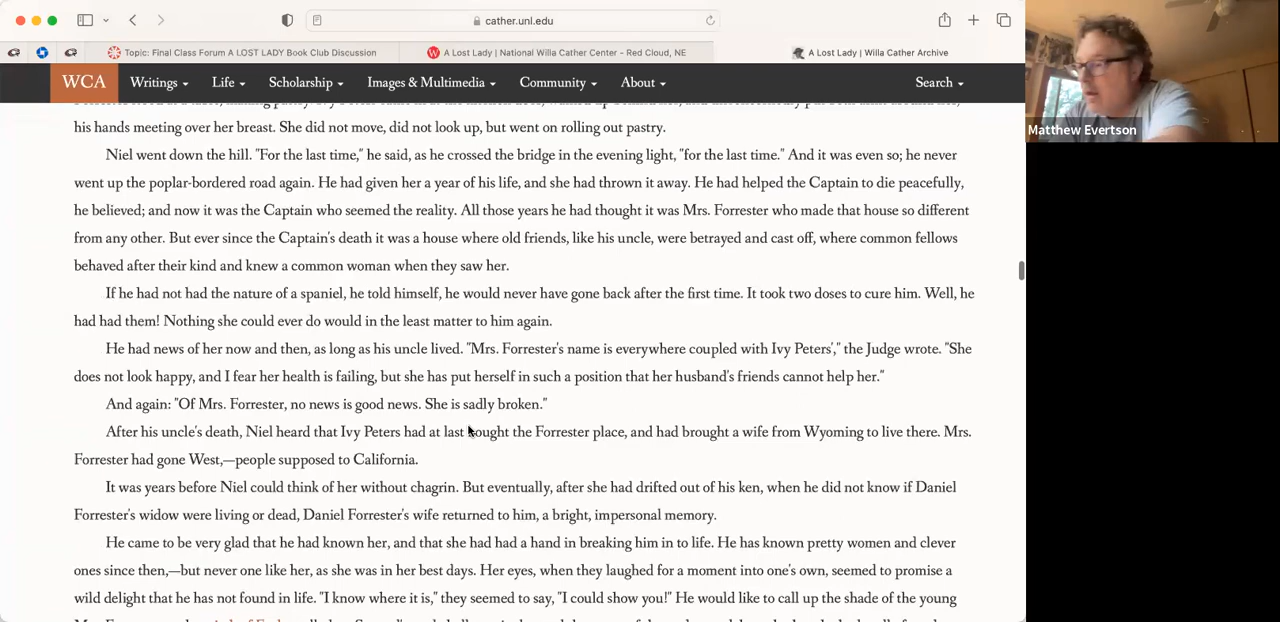 cather.unl.edu
Topic: Final Class Forum A LOST LADY Book Club Discussion
A Lost Lady | National Willa Cather Center - Red Cloud, NE
A Lost Lady | Willa Cather Archive
WCA Writings Life Scholarship Images & Multimedia Community About Search
his hands meeting over her breast. She did not move, did not look up, but went on rolling out pastry.
Niel went down the hill. "For the last time," he said, as he crossed the bridge in the evening light, "for the last time." And it was even so; he never
went up the poplar-bordered road again. He had given her a year of his life, and she had thrown it away. He had helped the Captain to die peacefully,
he believed; and now it was the Captain who seemed the reality. All those years he had thought it was Mrs. Forrester who made that house so different
from any other. But ever since the Captain's death it was a house where old friends, like his uncle, were betrayed and cast off, where common fellows
behaved after their kind and knew a common woman when they saw her.
If he had not had the nature of a spaniel, he told himself, he would never have gone back after the first time. It took two doses to cure him. Well, he
had had them! Nothing she could ever do would in the least matter to him again.
He had news of her now and then, as long as his uncle lived. "Mrs. Forrester's name is everywhere coupled with Ivy Peters'," the Judge wrote. "She
does not look happy, and I fear her health is failing, but she has put herself in such a position that her husband's friends cannot help her."
And again: "Of Mrs. Forrester, no news is good news. She is sadly broken."
After his uncle's death, Niel heard that Ivy Peters had at last bought the Forrester place, and had brought a wife from Wyoming to live there. Mrs.
Forrester had gone West,—people supposed to California.
It was years before Niel could think of her without chagrin. But eventually, after she had drifted out of his ken, when he did not know if Daniel
Forrester's widow were living or dead, Daniel Forrester's wife returned to him, a bright, impersonal memory.
He came to be very glad that he had known her, and that she had had a hand in breaking him in to life. He has known pretty women and clever
ones since then,—but never one like her, as she was in her best days. Her eyes, when they laughed for a moment into one's own, seemed to promise a
wild delight that he has not found in life. "I know where it is," they seemed to say, "I could show you!" He would like to call up the shade of the young
Matthew Evertson